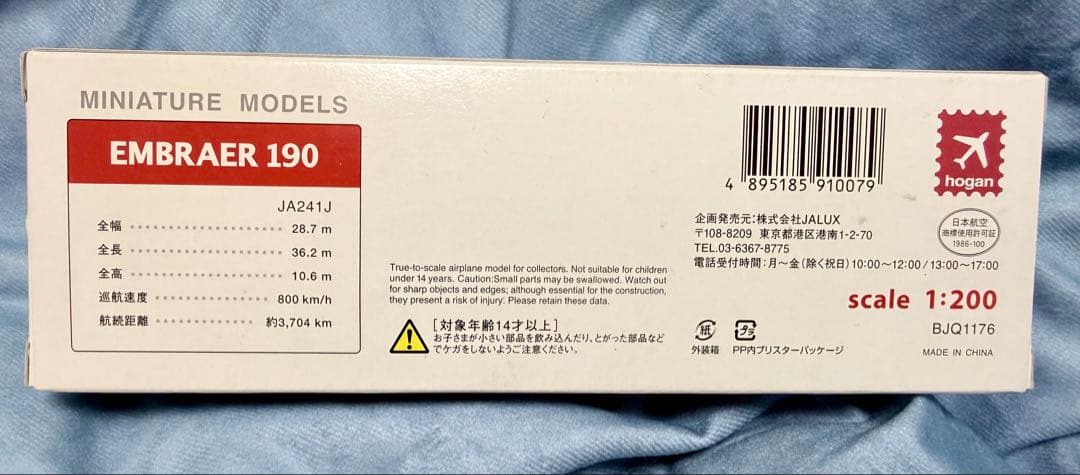 MINIATURE MODELS
EMBRAER 190
JA241J
全幅 28.7 m
全長 36.2 m
全高 10.6 m
巡航速度 800 km/h
航続距離 約3,704 km
True-to-scale airplane model for collectors. Not suitable for children
under 14 years. Caution:Small parts may be swallowed. Watch out
for sharp objects and edges; although essential for the construction,
they present a risk of injury. Please retain these data.
[対象年齢14才以上]
お子さまが小さい部品を飲み込んだり、とがった部品など
でケガをしないようご注意ください。
4 895185 910079
hogan
企画発売元:株式会社JALUX
〒108-8209 東京都港区港南1-2-70
TEL.03-6367-8775
電話受付時間:月〜金(除く祝日)10:00〜12:00/13:00〜17:00
日本航空
商標使用許可証
1986-100
scale 1:200
BJQ1176
MADE IN CHINA
紙
外装箱
プラ
PP内ブリスターパッケージ